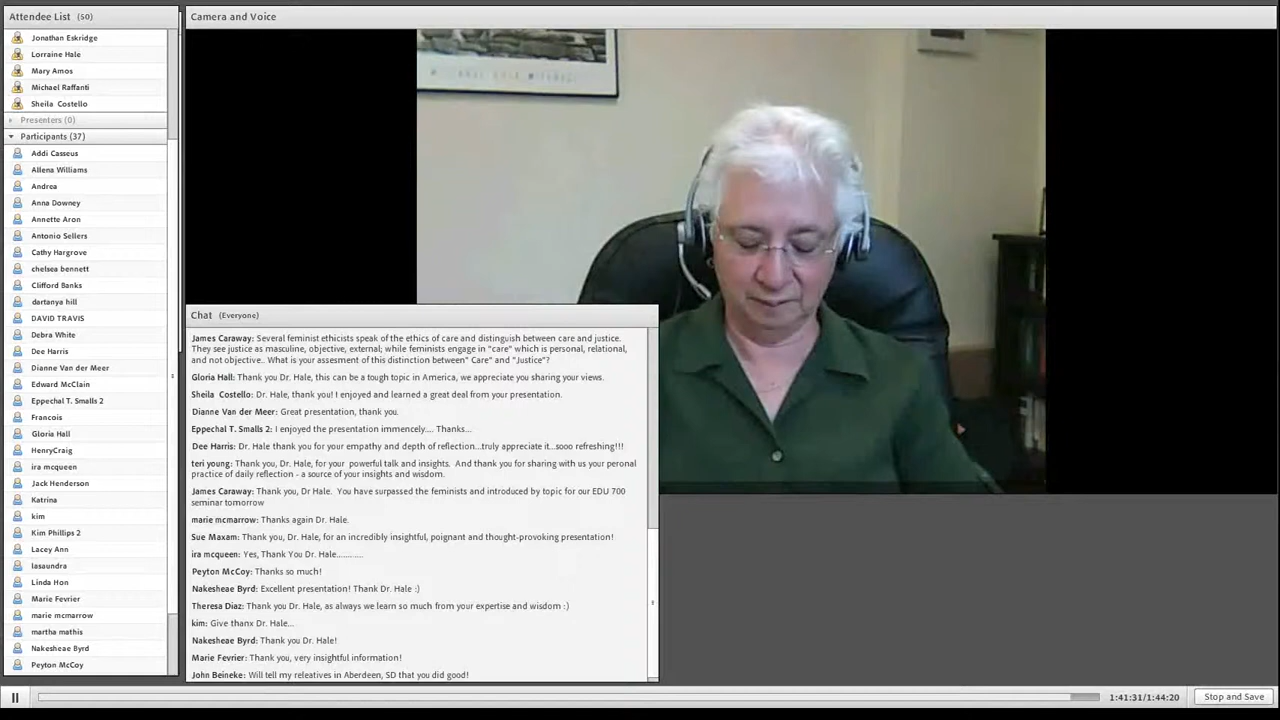 Attendee List (50)
Jonathan Eskridge
Lorraine Hale
Mary Amos
Michael Raffanti
Sheila Costello
Presenters (0)
Participants (37)
Addi Casseus
Allena Williams
Andrea
Anna Downey
Annette Aron
Antonio Sellers
Cathy Hargrove
chelsea bennett
Clifford Banks
dartanya hill
DAVID TRAVIS
Debra White
Dee Harris
Dianne Van der Meer
Edward McClain
Eppechal T. Smalls 2
Francois
Gloria Hall
HenryCraig
ira mcqueen
Jack Henderson
Katrina
kim
Kim Phillips 2
Lacey Ann
lasaundra
Linda Hon
Marie Fevrier
marie mcmarrow
martha mathis
Nakesheae Byrd
Peyton McCoy
Camera and Voice
Chat (Everyone)
James Caraway: Several feminist ethicists speak of the ethics of care and distinguish between care and justice.
They see justice as masculine, objective, external; while feminists engage in "care" which is personal, relational,
and not objective.. What is your assesment of this distinction between" Care" and "Justice"?
Gloria Hall: Thank you Dr. Hale, this can be a tough topic in America, we appreciate you sharing your views.
Sheila Costello: Dr. Hale, thank you! I enjoyed and learned a great deal from your presentation.
Dianne Van der Meer: Great presentation, thank you.
Eppechal T. Smalls 2: I enjoyed the presentation immencely.... Thanks...
Dee Harris: Dr. Hale thank you for your empathy and depth of reflection...truly appreciate it...sooo refreshing!!!
teri young: Thank you, Dr. Hale, for your powerful talk and insights. And thank you for sharing with us your peronal
practice of daily reflection - a source of your insights and wisdom.
James Caraway: Thank you, Dr Hale. You have surpassed the feminists and introduced by topic for our EDU 700
seminar tomorrow
marie mcmarrow: Thanks again Dr. Hale.
Sue Maxam: Thank you, Dr. Hale, for an incredibly insightful, poignant and thought-provoking presentation!
ira mcqueen: Yes, Thank You Dr. Hale............
Peyton McCoy: Thanks so much!
Nakesheae Byrd: Excellent presentation! Thank Dr. Hale :)
Theresa Diaz: Thank you Dr. Hale, as always we learn so much from your expertise and wisdom :)
kim: Give thanx Dr. Hale...
Nakesheae Byrd: Thank you Dr. Hale!
Marie Fevrier: Thank you, very insightful information!
John Beineke: Will tell my releatives in Aberdeen, SD that you did good!
1:41:31/1:44:20
Stop and Save